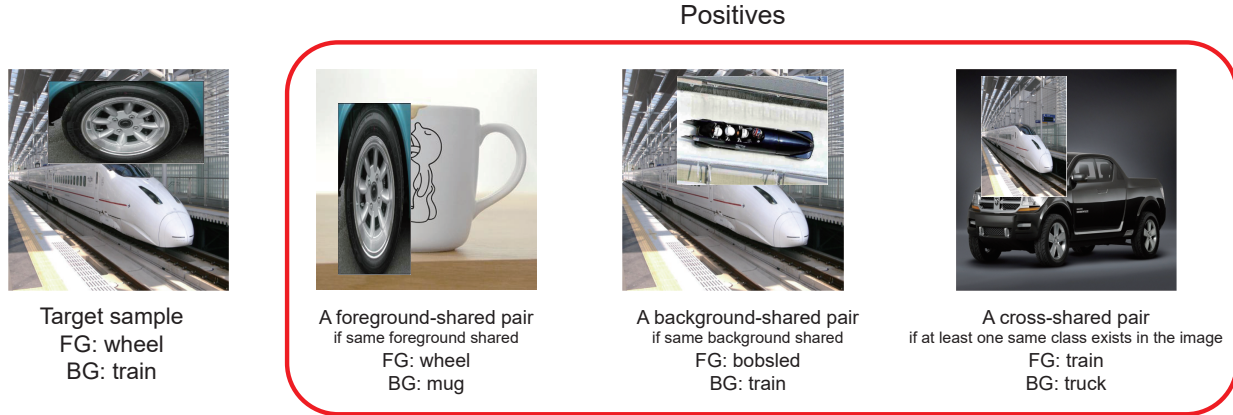 Positives
Target sample
FG: wheel
BG: train
A foreground-shared pair
if same foreground shared
FG: wheel
BG: mug
A background-shared pair
if same background shared
FG: bobsled
BG: train
A cross-shared pair
if at least one same class exists in the image
FG: train
BG: truck